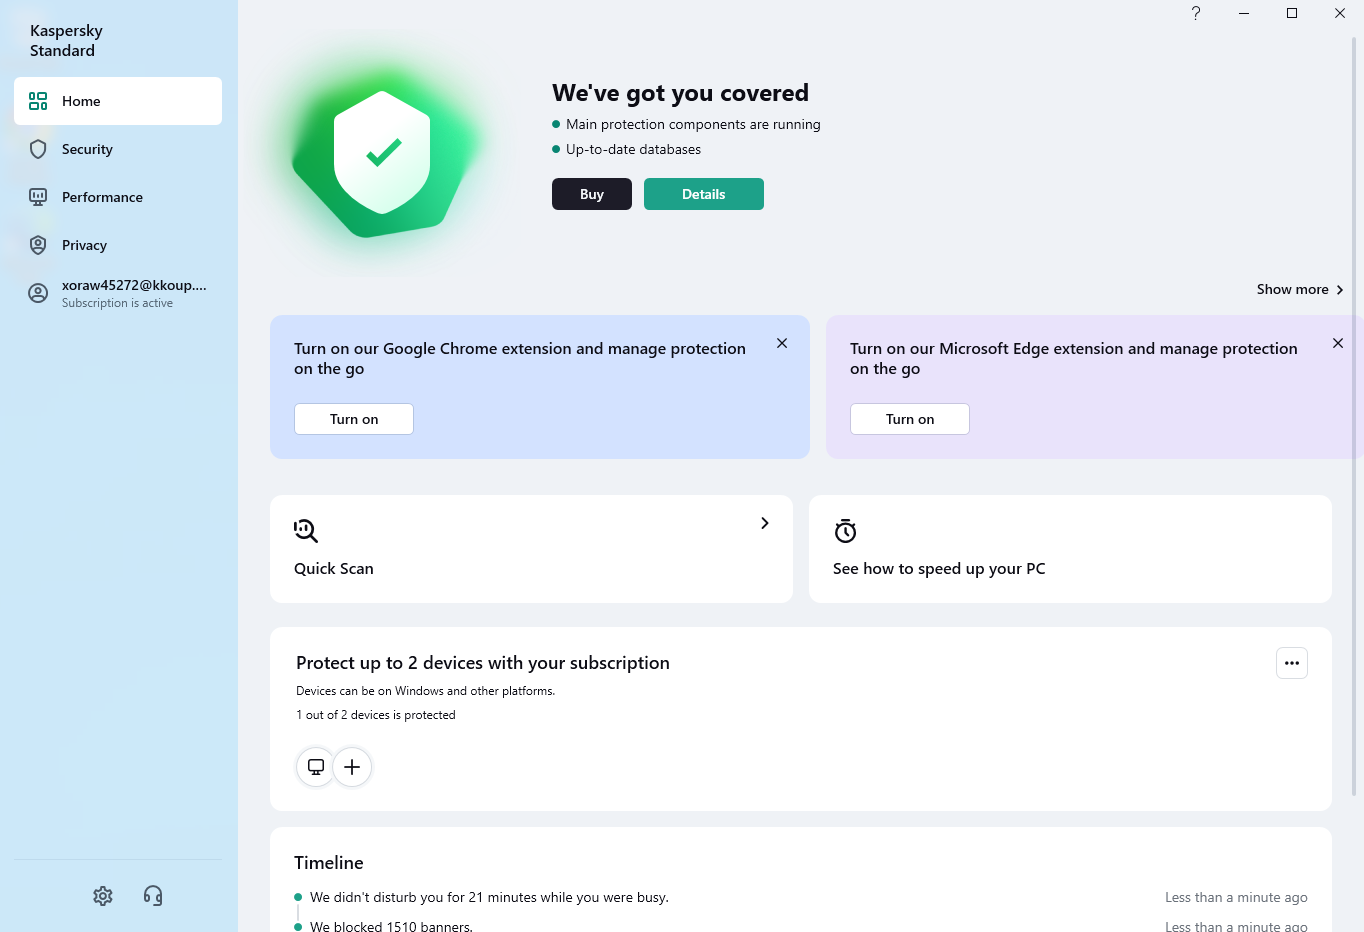 Kaspersky
Standard
Home
Security
Performance
Privacy
xoraw45272@kkoup....
Subscription is active
?
We've got you covered
Main protection components are running
Up-to-date databases
Buy
Details
Show more
Turn on our Google Chrome extension and manage protection
on the go
Turn on
Turn on our Microsoft Edge extension and manage protection
on the go
Turn on
Quick Scan
See how to speed up your PC
Protect up to 2 devices with your subscription
Devices can be on Windows and other platforms.
1 out of 2 devices is protected
Timeline
We didn't disturb you for 21 minutes while you were busy.
Less than a minute ago
We blocked 1510 banners.
Less than a minute ago